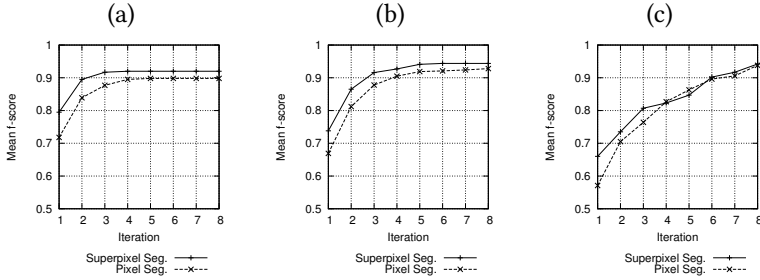 (a)
(b)
(c)
Mean f-score
1
0.9
0.8
0.7
0.6
0.5
1 2 3 4 5 6 7 8
Iteration
Superpixel Seg.
Pixel Seg.
Mean f-score
1
0.9
0.8
0.7
0.6
0.5
1 2 3 4 5 6 7 8
Iteration
Superpixel Seg.
Pixel Seg.
Mean f-score
1
0.9
0.8
0.7
0.6
0.5
1 2 3 4 5 6 7 8
Iteration
Superpixel Seg.
Pixel Seg.